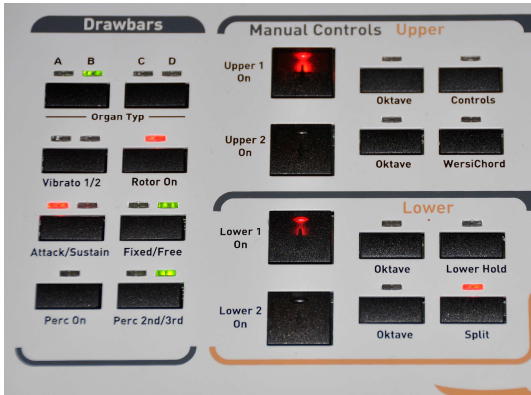 Drawbars
A B C D
Organ Typ
Vibrato 1/2 Rotor On
Attack/Sustain Fixed/Free
Perc On Perc 2nd/3rd
Manual Controls Upper
Upper 1
On
Oktave Controls
Upper 2
On
Oktave WersiChord
Lower
Lower 1
On
Oktave Lower Hold
Lower 2
On
Oktave Split